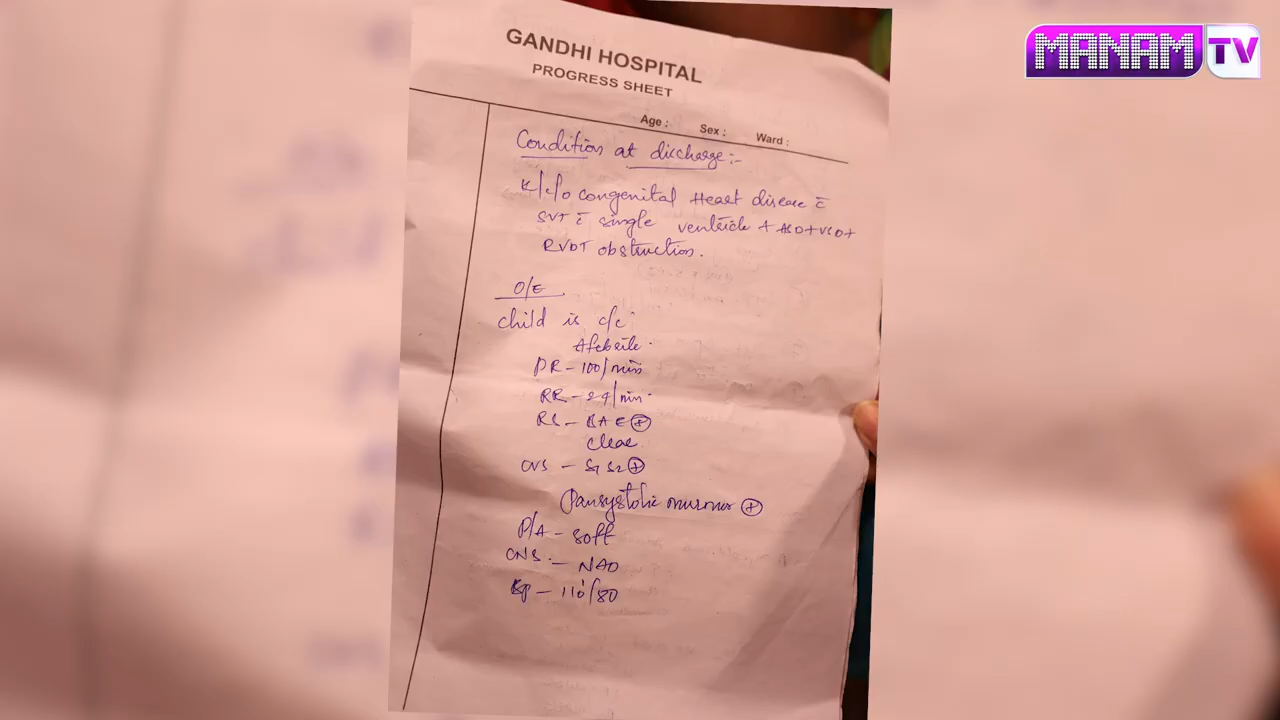 MANAM TV
GANDHI HOSPITAL
PROGRESS SHEET
Age : Sex : Ward :
Condition at discharge:-
K/c/o congenital Heart disease c̄
SVT c̄ single ventricle + ASD+VSD+
RVOT obstruction.
O/E
child is c/c
Afebrile.
PR - 100/min
RR - 24/min
RS - BAE ⊕
clear
CVS - S1 S2 ⊕
Pansystolic murmur ⊕
P/A - soft
CNS - NAD
Bp - 110/80